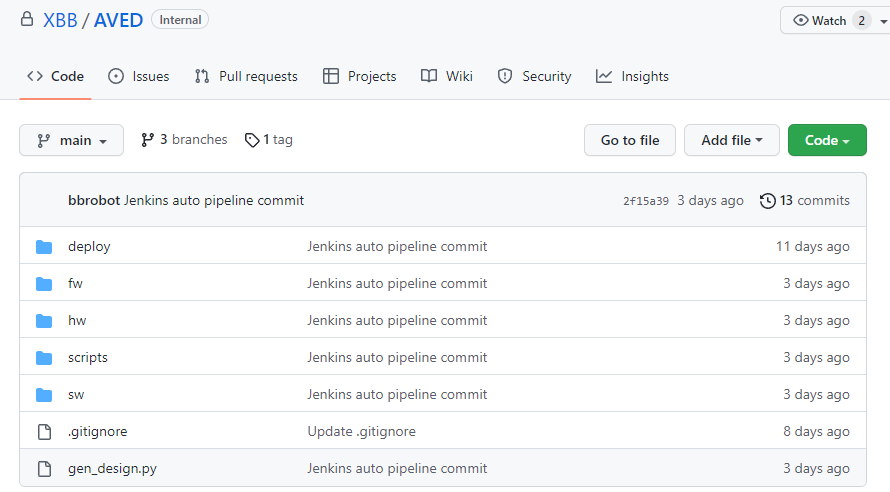 XBB / AVED Internal Watch 2
Code Issues Pull requests Projects Wiki Security Insights
main 3 branches 1 tag Go to file Add file Code
bbrobot Jenkins auto pipeline commit 2f15a39 3 days ago 13 commits
deploy Jenkins auto pipeline commit 11 days ago
fw Jenkins auto pipeline commit 3 days ago
hw Jenkins auto pipeline commit 3 days ago
scripts Jenkins auto pipeline commit 3 days ago
sw Jenkins auto pipeline commit 3 days ago
.gitignore Update .gitignore 8 days ago
gen_design.py Jenkins auto pipeline commit 3 days ago